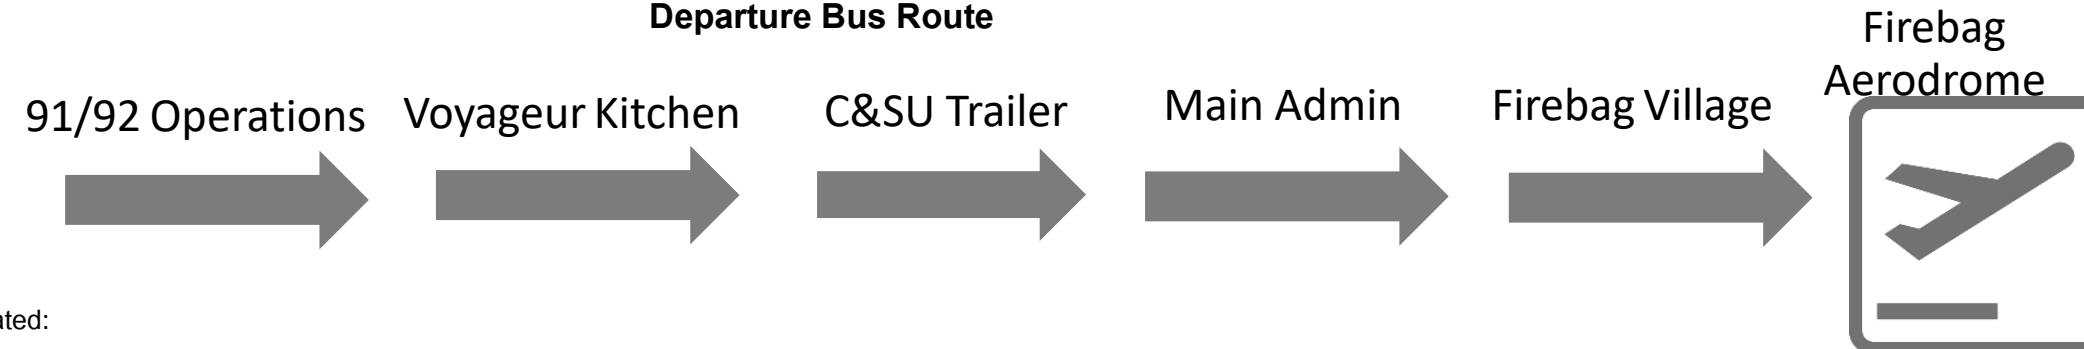 Departure Bus Route
91/92 Operations
Voyageur Kitchen
C&SU Trailer
Main Admin
Firebag Village
Firebag
Aerodrome
ated: